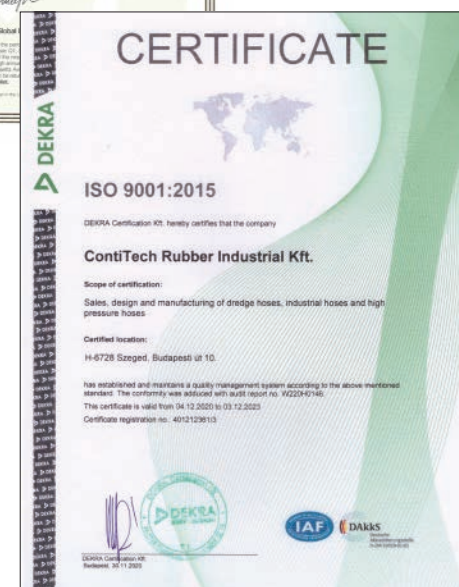 Global
CERTIFICATE
DEKRA
ISO 9001:2015
DEKRA Certification Kft. hereby certifies that the company
ContiTech Rubber Industrial Kft.
Scope of certification:
Sales, design and manufacturing of dredge hoses, industrial hoses and high
pressure hoses
Certified location:
H-6728 Szeged, Budapesti út 10.
has established and maintains a quality management system according to the above mentioned
standard. The conformity was adduced with audit report no. W220H0146.
This certificate is valid from 04.12.2020 to 03.12.2023
Certificate registration no.: 401212361/3
DEKRA
IAF
DAkkS
Deutsche
Akkreditierungsstelle
DEKRA Certification Kft.
Budapest, 30.11.2020